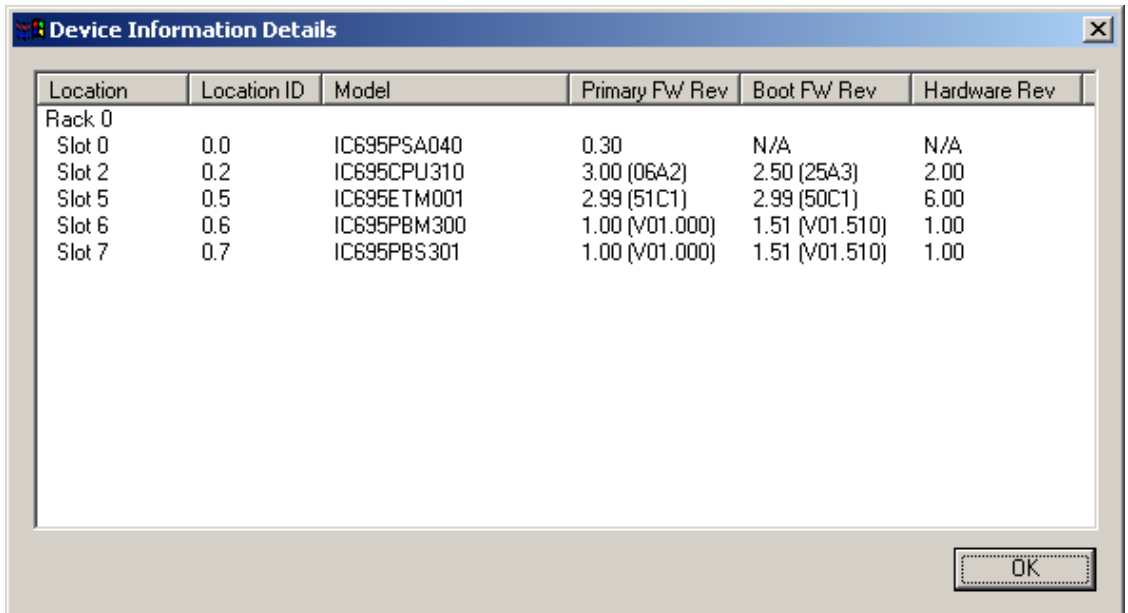 Device Information Details
Location Location ID Model Primary FW Rev Boot FW Rev Hardware Rev
Rack 0
Slot 0 0.0 IC695PSA040 0.30 N/A N/A
Slot 2 0.2 IC695CPU310 3.00 (06A2) 2.50 (25A3) 2.00
Slot 5 0.5 IC695ETM001 2.99 (51C1) 2.99 (50C1) 6.00
Slot 6 0.6 IC695PBM300 1.00 (V01.000) 1.51 (V01.510) 1.00
Slot 7 0.7 IC695PBS301 1.00 (V01.000) 1.51 (V01.510) 1.00
OK